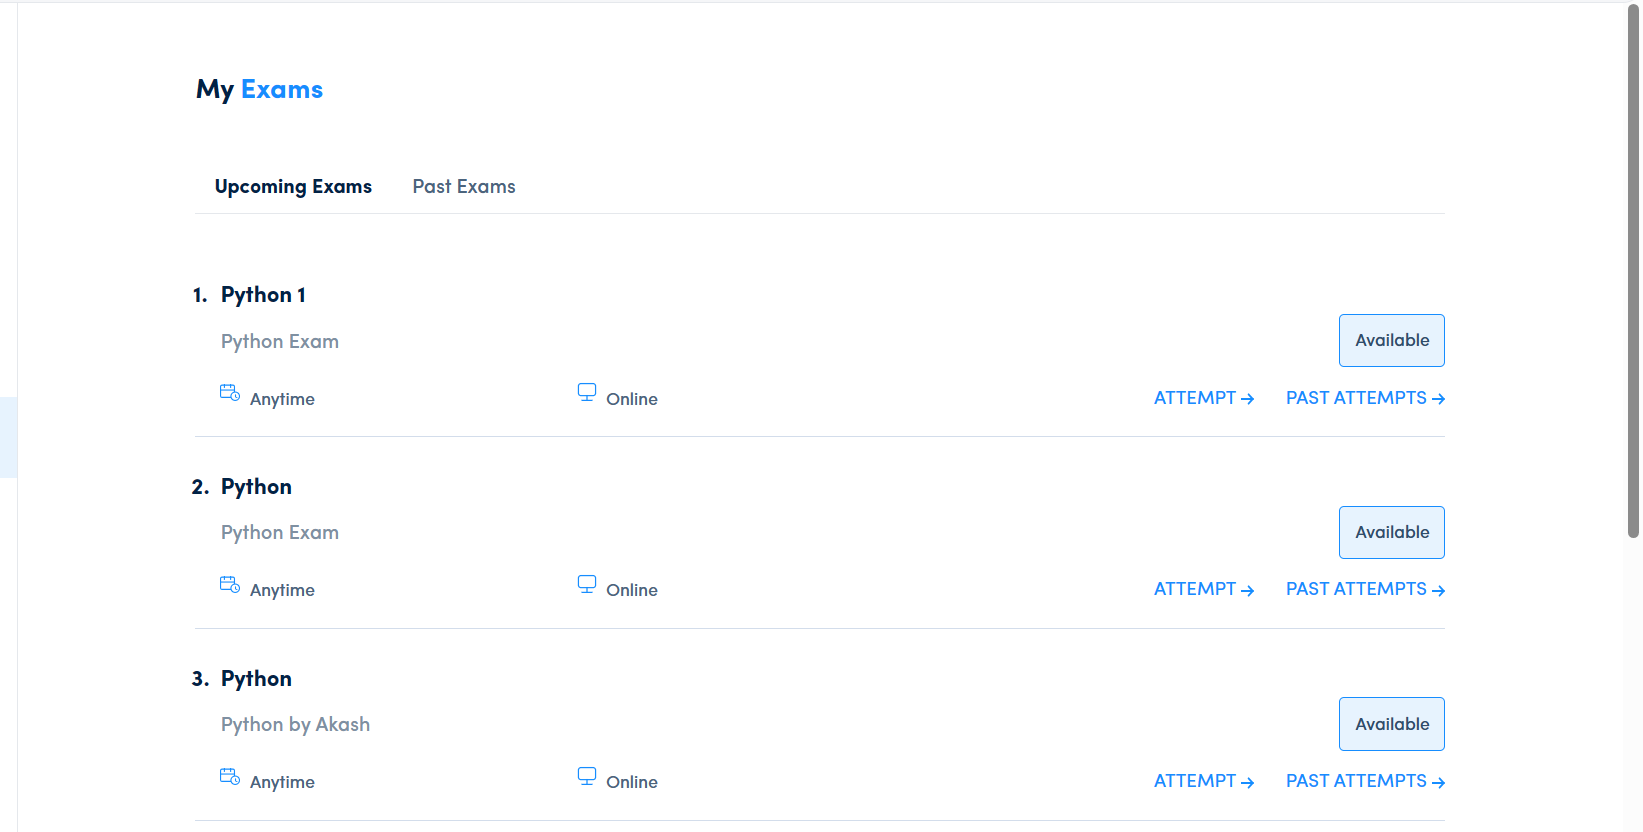 My Exams
Upcoming Exams Past Exams
1. Python 1
Python Exam
Available
Anytime Online ATTEMPT → PAST ATTEMPTS →
2. Python
Python Exam
Available
Anytime Online ATTEMPT → PAST ATTEMPTS →
3. Python
Python by Akash
Available
Anytime Online ATTEMPT → PAST ATTEMPTS →